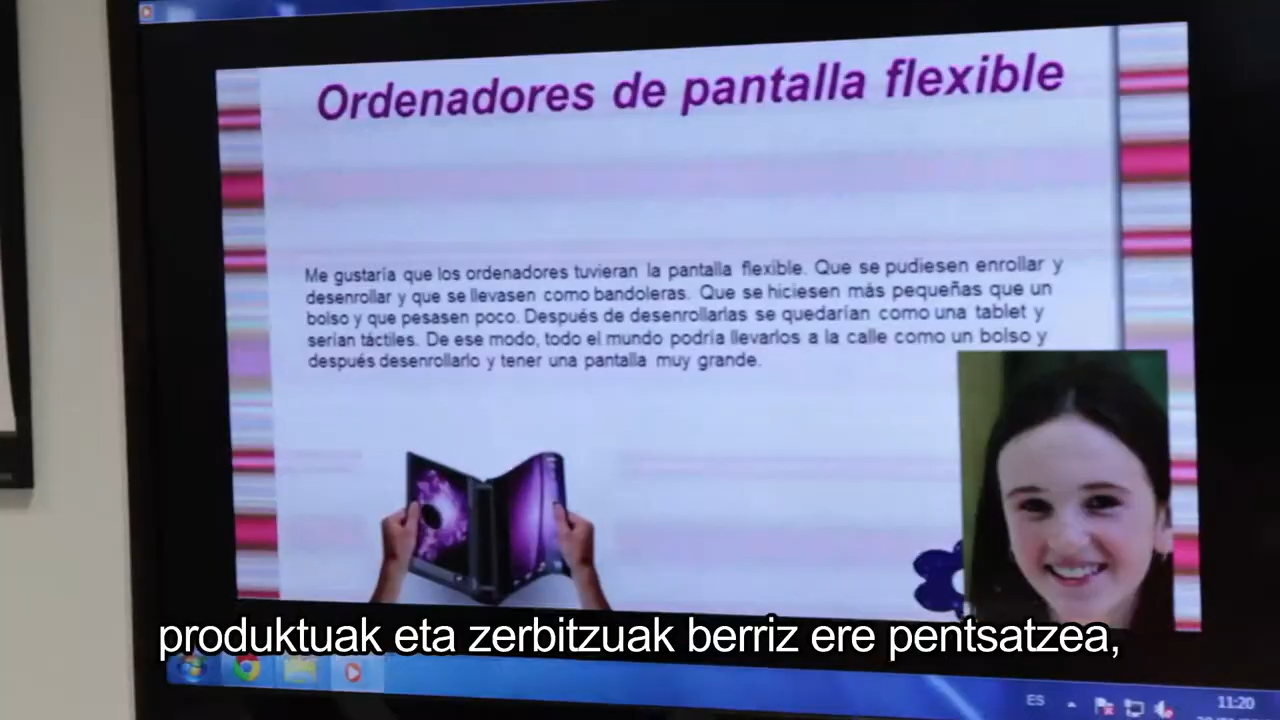 Ordenadores de pantalla flexible
Me gustaría que los ordenadores tuvieran la pantalla flexible. Que se pudiesen enrollar y
desenrollar y que se llevasen como bandoleras. Que se hiciesen más pequeñas que un
bolso y que pesasen poco. Después de desenrollarlas se quedarían como una tablet y
serían táctiles. De ese modo, todo el mundo podría llevarlos a la calle como un bolso y
después desenrollarlo y tener una pantalla muy grande.
produktuak eta zerbitzuak berriz ere pentsatzea,
ES
11:20